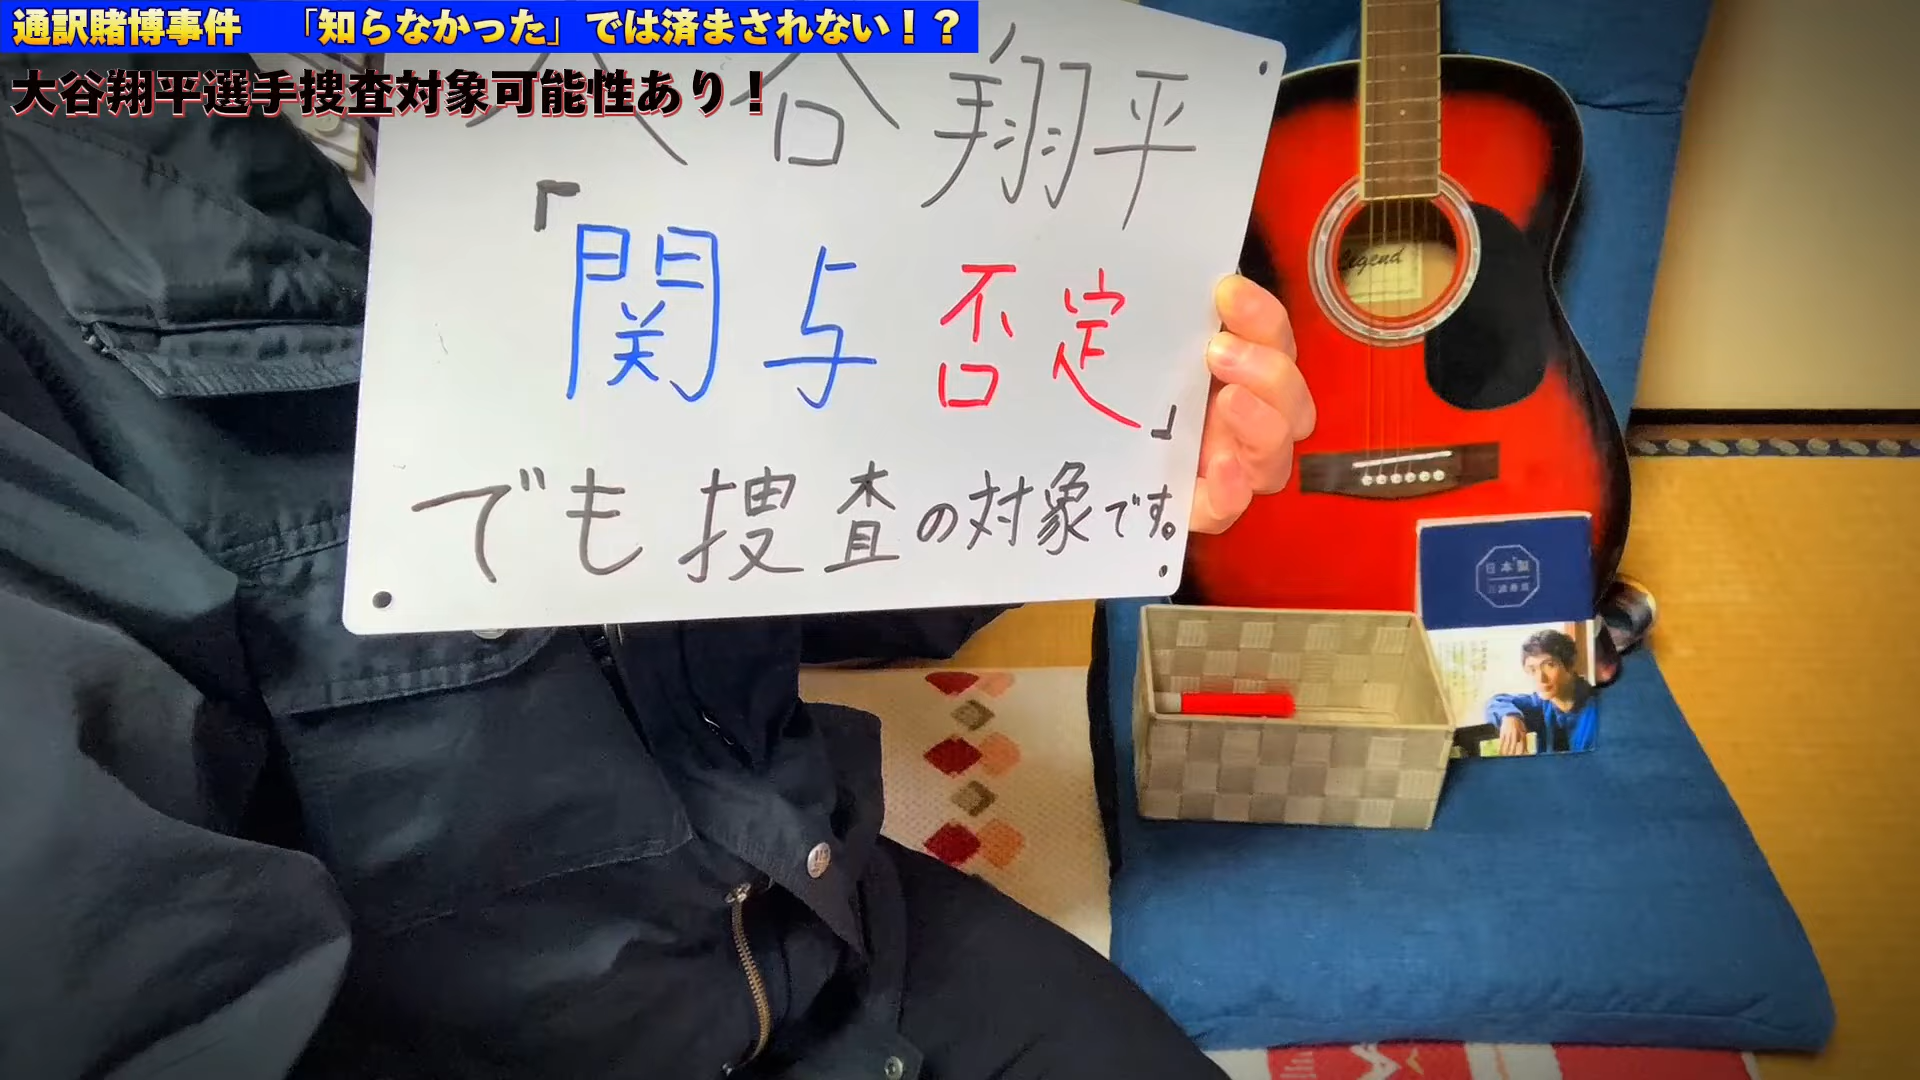 通訳賭博事件 「知らなかった」では済まされない！？
大谷翔平選手捜査対象可能性あり！
大谷翔平
「関与否定」
でも捜査の対象です。
Legend
日本製